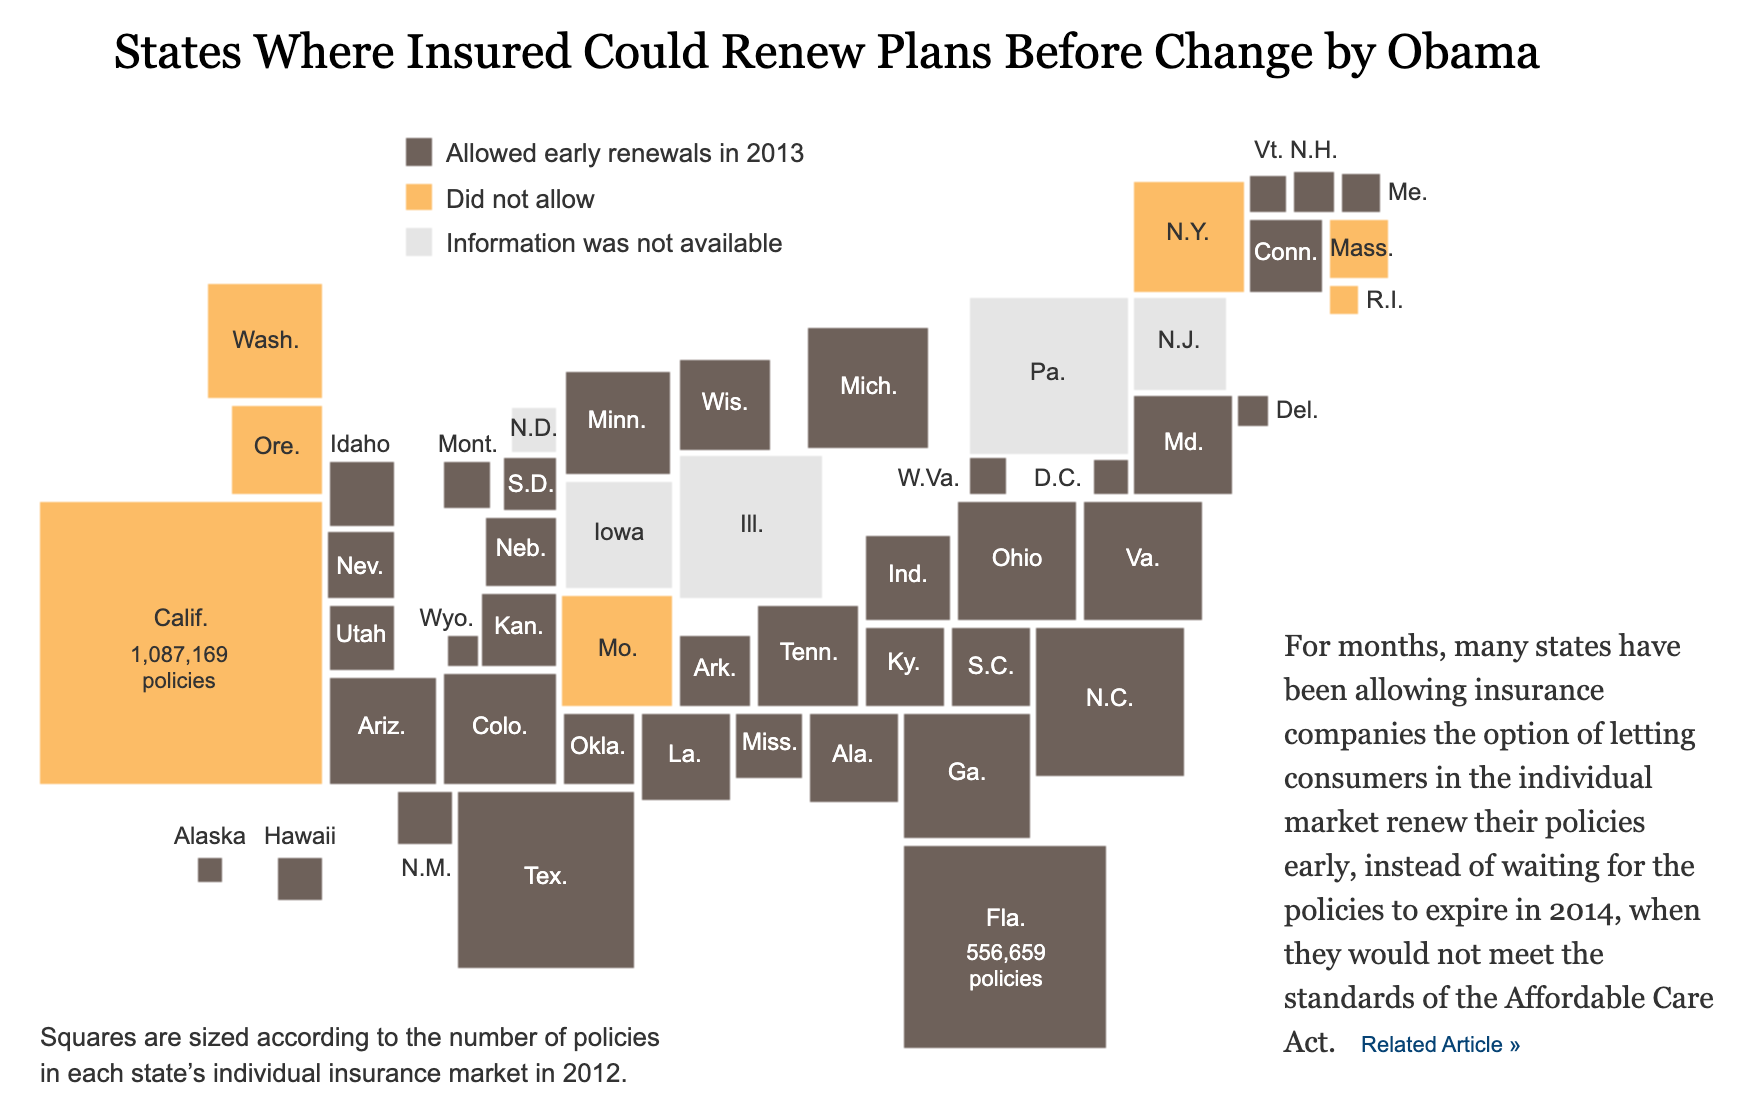 States Where Insured Could Renew Plans Before Change by Obama
Allowed early renewals in 2013
Did not allow
Information was not available
Vt. N.H.
Me.
N.Y.
Conn.
Mass.
R.I.
Wash.
Ore.
Idaho
Mont.
N.D.
S.D.
Minn.
Wis.
Mich.
Pa.
N.J.
Del.
Md.
W.Va.
D.C.
Calif.
1,087,169
policies
Nev.
Utah
Wyo.
Neb.
Kan.
Iowa
Ill.
Ind.
Ohio
Va.
Mo.
Ark.
Tenn.
Ky.
S.C.
N.C.
Ariz.
Colo.
Okla.
La.
Miss.
Ala.
Ga.
Alaska
Hawaii
N.M.
Tex.
Fla.
556,659
policies
For months, many states have
been allowing insurance
companies the option of letting
consumers in the individual
market renew their policies
early, instead of waiting for the
policies to expire in 2014, when
they would not meet the
standards of the Affordable Care
Act. Related Article »
Squares are sized according to the number of policies
in each state’s individual insurance market in 2012.